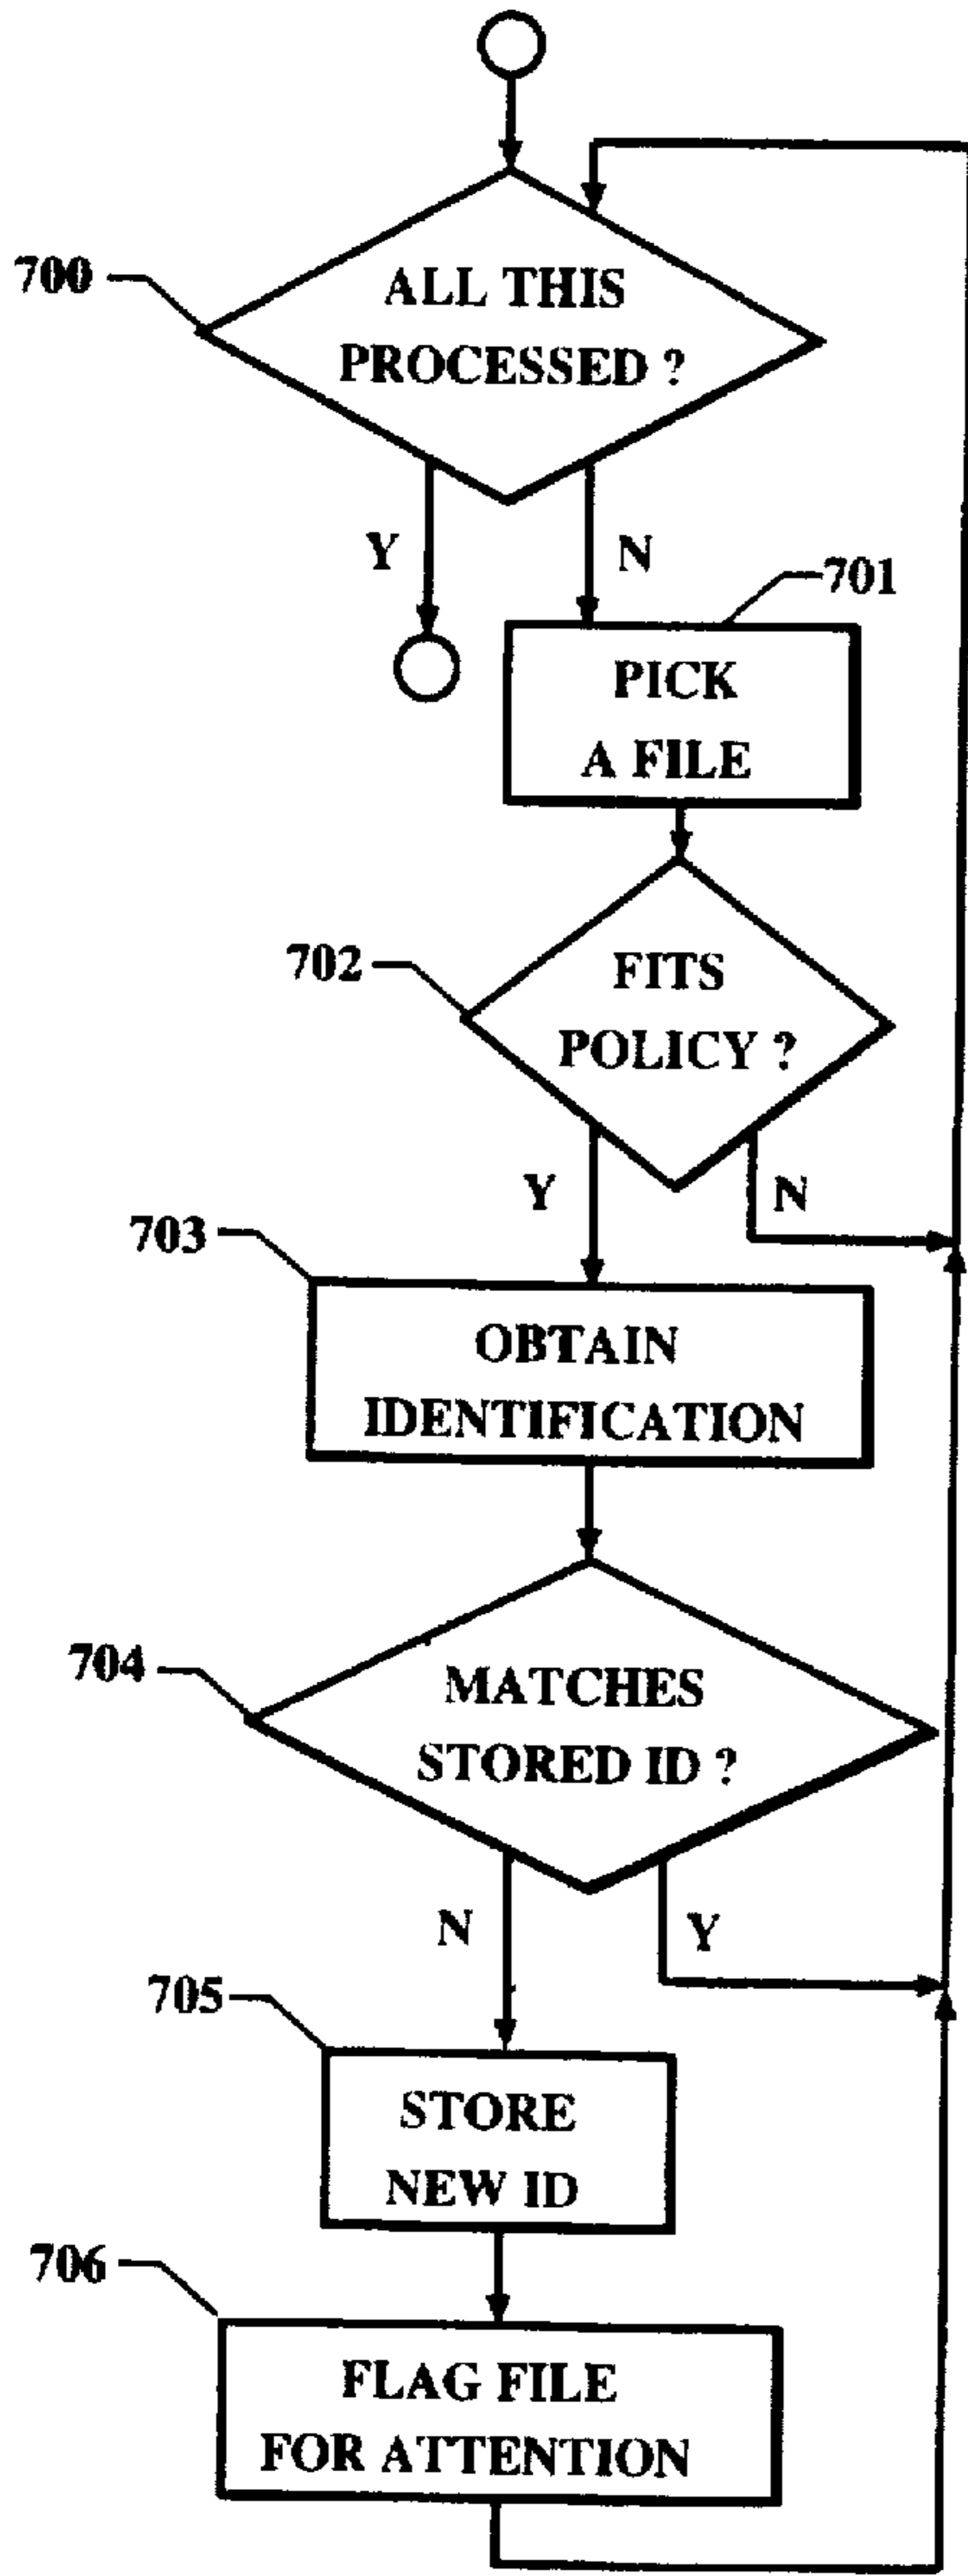 700
ALL THIS
PROCESSED ?
Y
N
701
PICK
A FILE
702
FITS
POLICY ?
Y
N
703
OBTAIN
IDENTIFICATION
704
MATCHES
STORED ID ?
N
Y
705
STORE
NEW ID
706
FLAG FILE
FOR ATTENTION